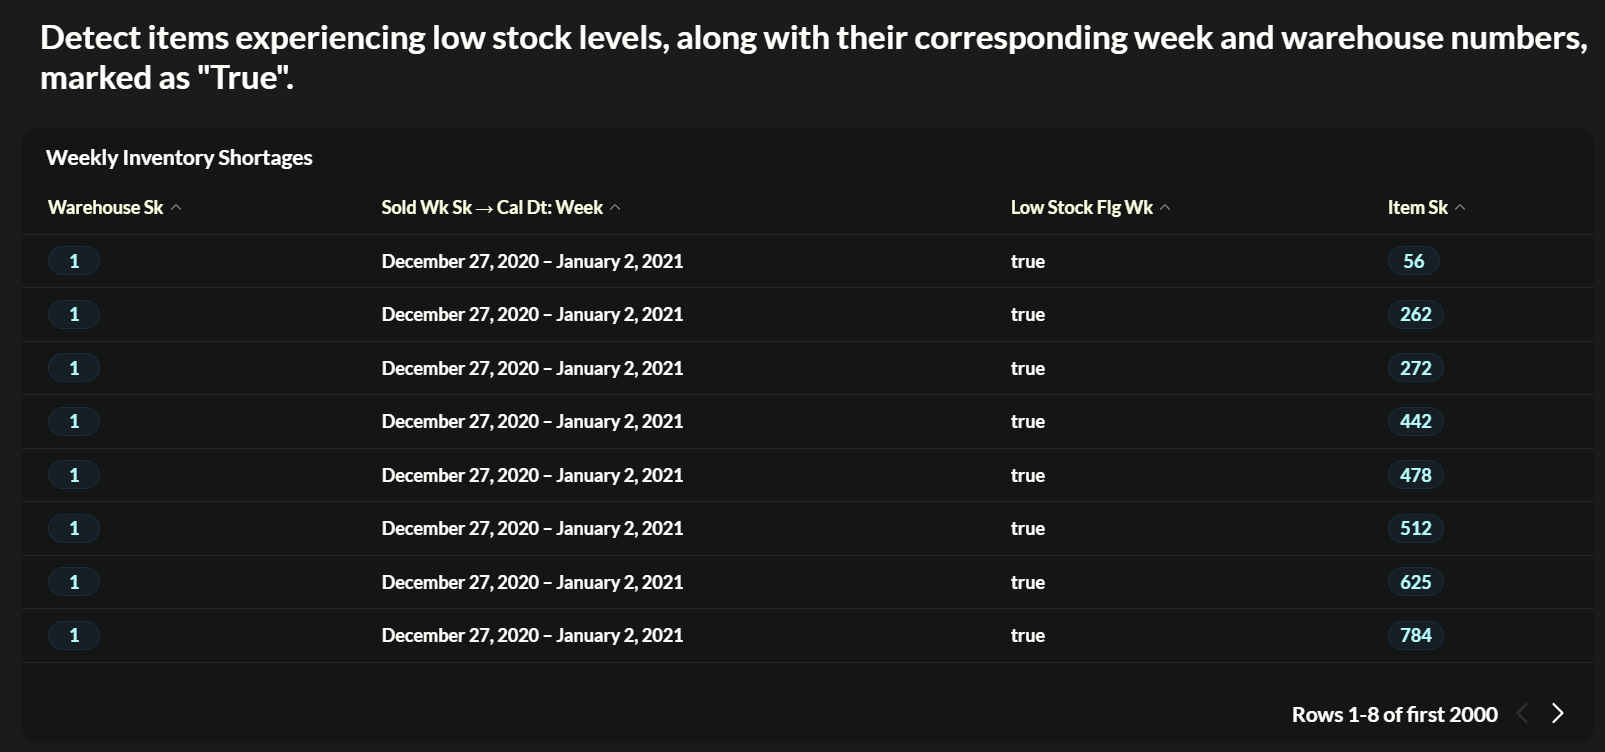 Detect items experiencing low stock levels, along with their corresponding week and warehouse numbers,
marked as "True".
Weekly Inventory Shortages
Warehouse Sk Sold Wk Sk → Cal Dt: Week Low Stock Flg Wk Item Sk
1 December 27, 2020 – January 2, 2021 true 56
1 December 27, 2020 – January 2, 2021 true 262
1 December 27, 2020 – January 2, 2021 true 272
1 December 27, 2020 – January 2, 2021 true 442
1 December 27, 2020 – January 2, 2021 true 478
1 December 27, 2020 – January 2, 2021 true 512
1 December 27, 2020 – January 2, 2021 true 625
1 December 27, 2020 – January 2, 2021 true 784
Rows 1-8 of first 2000